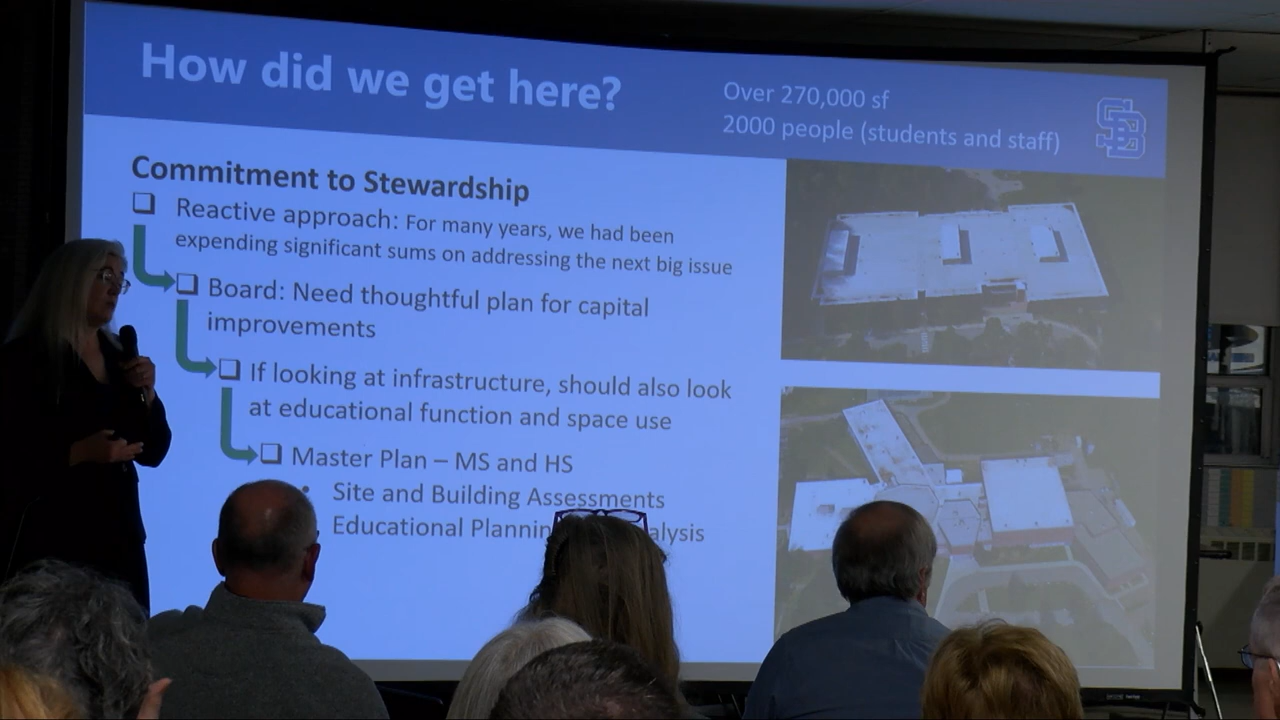 How did we get here?
Over 270,000 sf
2000 people (students and staff)
SB
Commitment to Stewardship
Reactive approach: For many years, we had been
expending significant sums on addressing the next big issue
Board: Need thoughtful plan for capital
improvements
If looking at infrastructure, should also look
at educational function and space use
Master Plan – MS and HS
• Site and Building Assessments
Educational